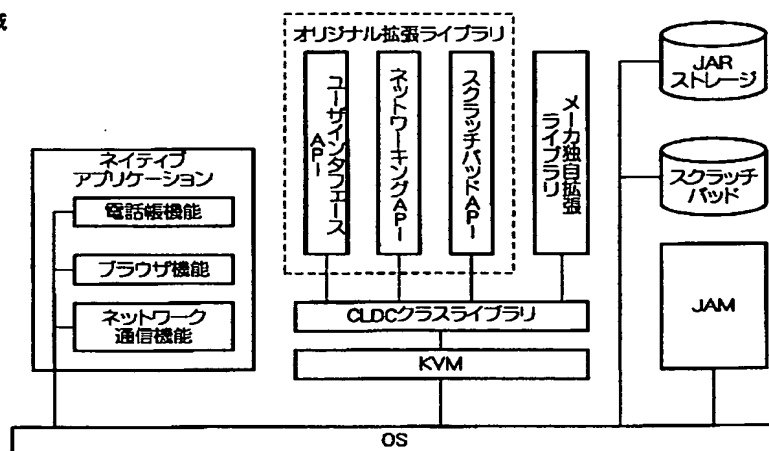 オリジナル拡張ライブラリ
ユーザインタフェース
API
ネットワーキングAPI
スクラッチパッドAPI
メーカ独自拡張
ライブラリ
JAR
ストレージ
スクラッチ
パッド
ネイティブ
アプリケーション
電話帳機能
ブラウザ機能
ネットワーク
通信機能
CLDCクラスライブラリ
KVM
JAM
OS